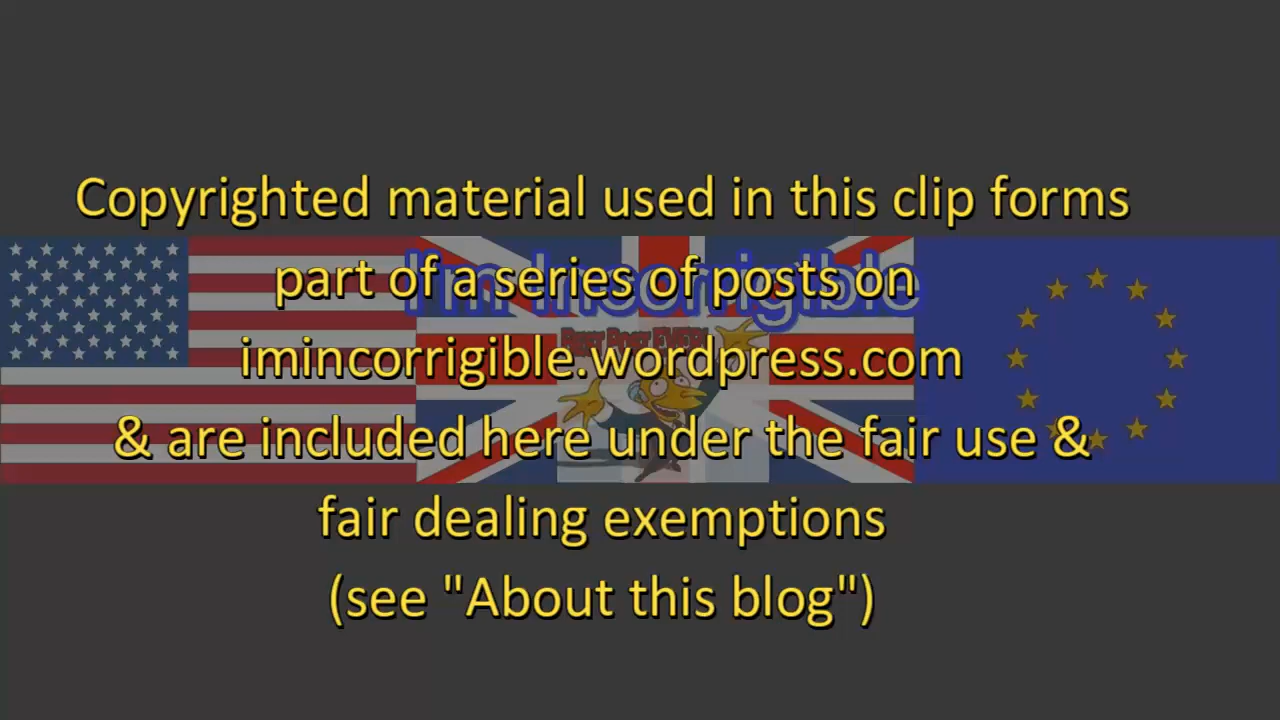 Copyrighted material used in this clip forms
part of a series of posts on
I'm Incorrigible
imincorrigible.wordpress.com
& are included here under the fair use &
fair dealing exemptions
(see "About this blog")